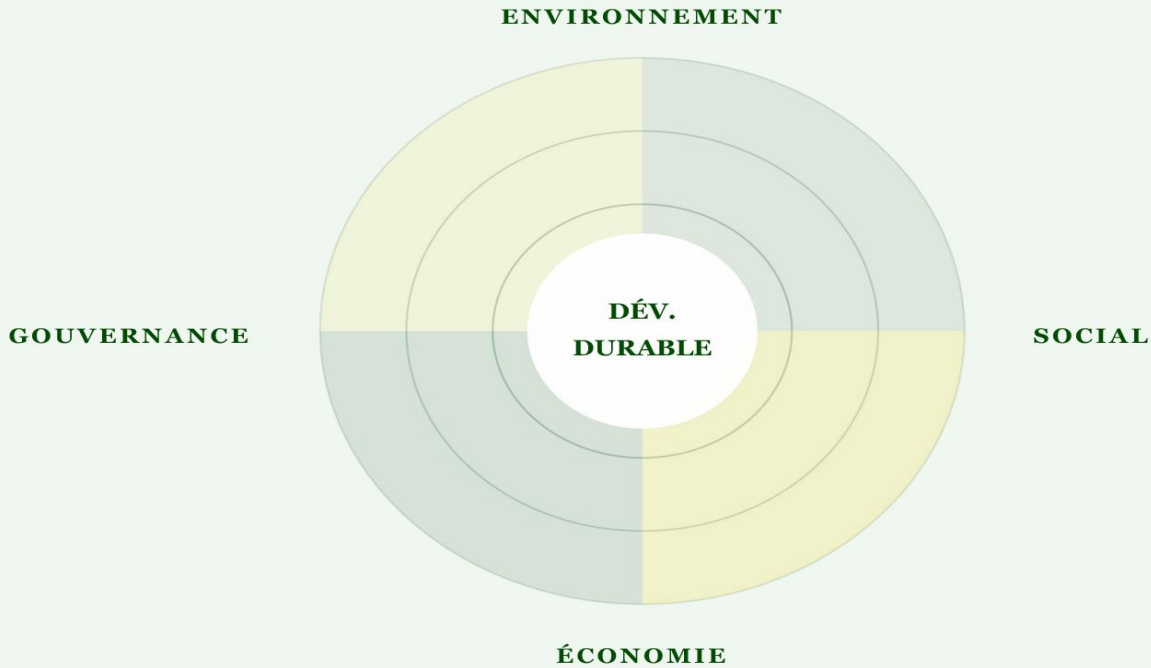 ENVIRONNEMENT
DÉV.
DURABLE
GOUVERNANCE
SOCIAL
ÉCONOMIE